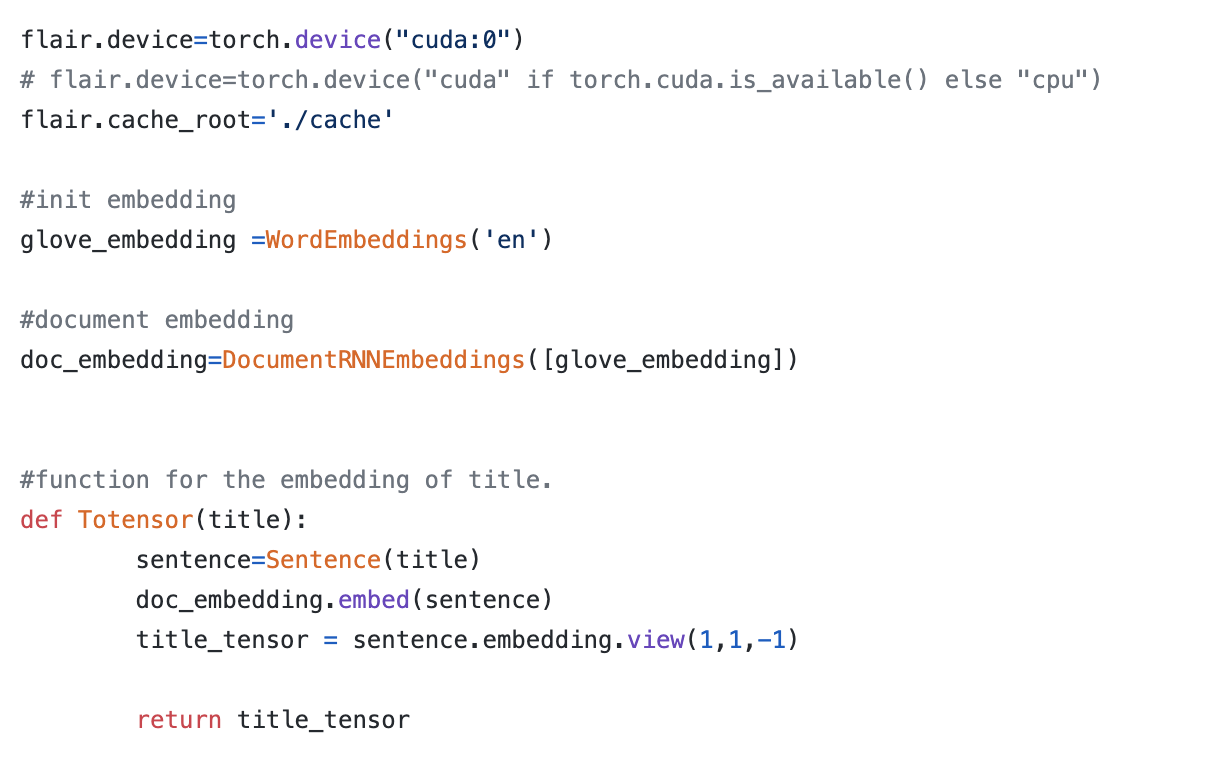 flair.device=torch.device("cuda:0")
# flair.device=torch.device("cuda" if torch.cuda.is_available() else "cpu")
flair.cache_root='./cache'
#init embedding
glove_embedding =WordEmbeddings('en')
#document embedding
doc_embedding=DocumentRNNEmbeddings([glove_embedding])
#function for the embedding of title.
def Totensor(title):
        sentence=Sentence(title)
        doc_embedding.embed(sentence)
        title_tensor = sentence.embedding.view(1,1,-1)
        return title_tensor